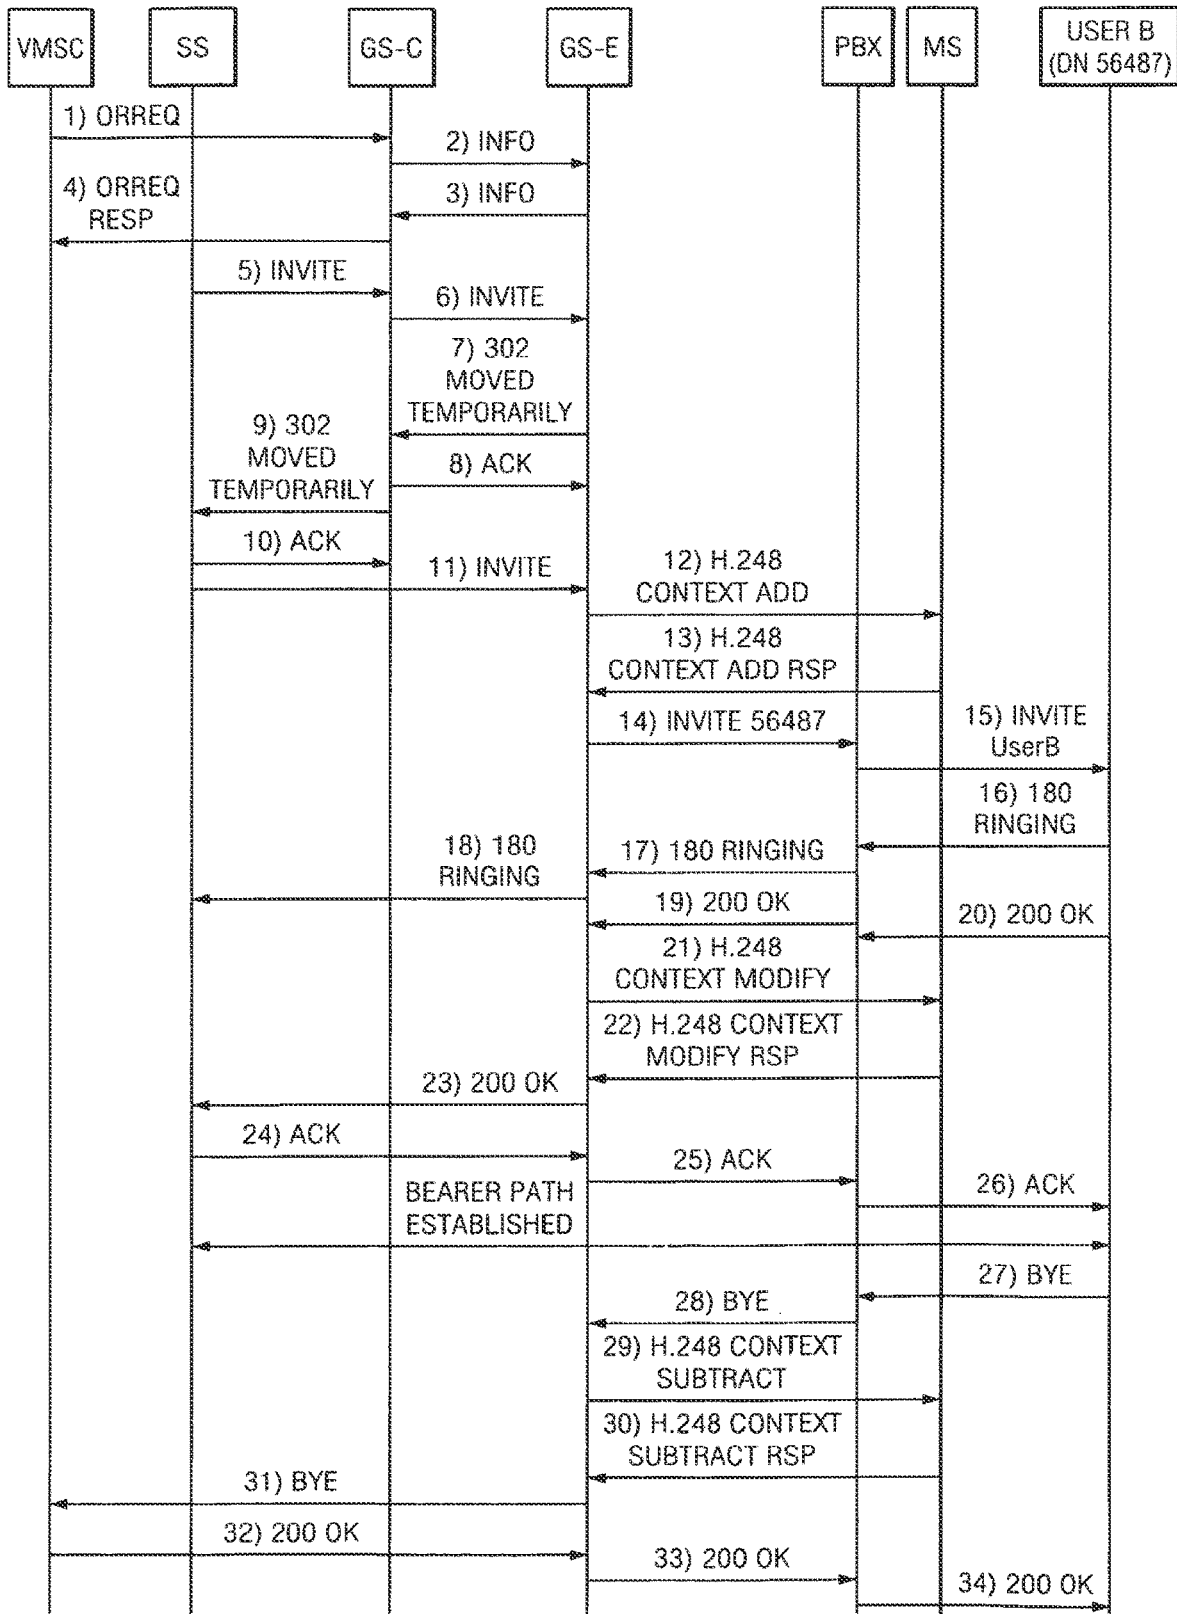 VMSC
SS
GS-C
GS-E
PBX
MS
USER B
(DN 56487)
1) ORREQ
2) INFO
3) INFO
4) ORREQ
RESP
5) INVITE
6) INVITE
7) 302
MOVED
TEMPORARILY
8) ACK
9) 302
MOVED
TEMPORARILY
10) ACK
11) INVITE
12) H.248
CONTEXT ADD
13) H.248
CONTEXT ADD RSP
14) INVITE 56487
15) INVITE
UserB
16) 180
RINGING
17) 180 RINGING
18) 180
RINGING
19) 200 OK
20) 200 OK
21) H.248
CONTEXT MODIFY
22) H.248 CONTEXT
MODIFY RSP
23) 200 OK
24) ACK
25) ACK
26) ACK
BEARER PATH
ESTABLISHED
27) BYE
28) BYE
29) H.248 CONTEXT
SUBTRACT
30) H.248 CONTEXT
SUBTRACT RSP
31) BYE
32) 200 OK
33) 200 OK
34) 200 OK